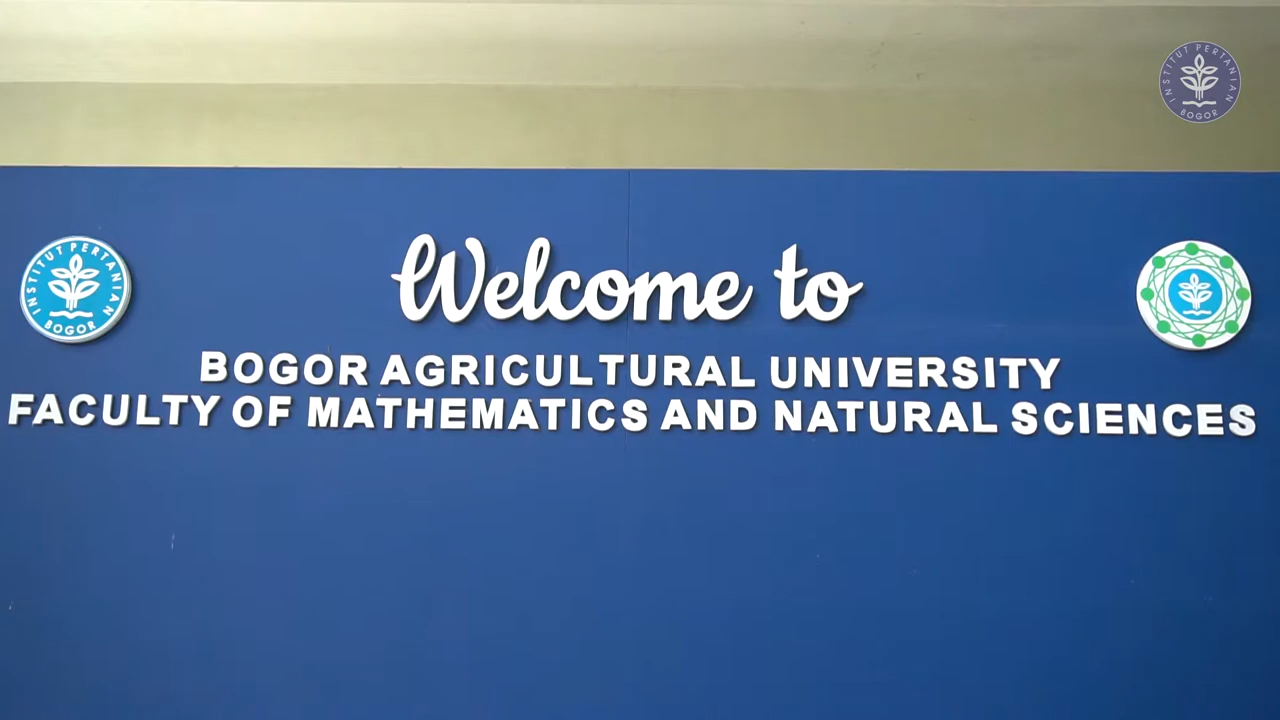 INSTITUT PERTANIAN
BOGOR
Welcome to
INSTITUT PERTANIAN
BOGOR
BOGOR AGRICULTURAL UNIVERSITY
FACULTY OF MATHEMATICS AND NATURAL SCIENCES